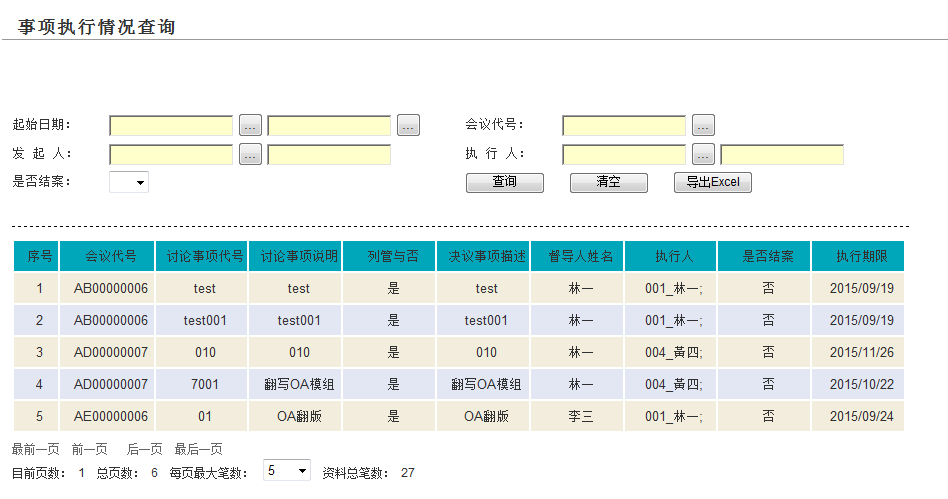 事项执行情况查询
起始日期： ... ... 会议代号： ...
发 起 人： ... 执 行 人： ...
是否结案： 查询 清空 导出Excel
序号 会议代号 讨论事项代号 讨论事项说明 列管与否 决议事项描述 督导人姓名 执行人 是否结案 执行期限
1 AB00000006 test test 是 test 林一 001_林一; 否 2015/09/19
2 AB00000006 test001 test001 是 test001 林一 001_林一; 否 2015/09/19
3 AD00000007 010 010 是 010 林一 004_黃四; 否 2015/11/26
4 AD00000007 7001 翻写OA模组 是 翻写OA模组 林一 004_黃四; 否 2015/10/22
5 AE00000006 01 OA翻版 是 OA翻版 李三 001_林一; 否 2015/09/24
最前一页 前一页 后一页 最后一页
目前页数： 1 总页数： 6 每页最大笔数： 5 资料总笔数： 27